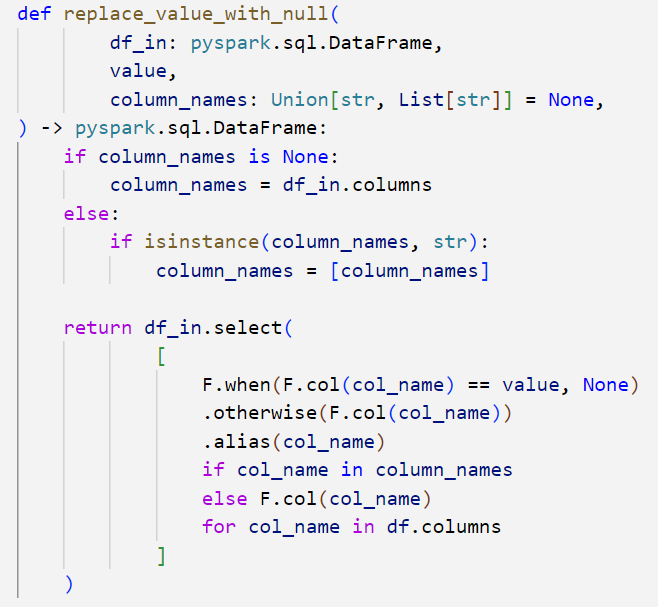 def replace_value_with_null(
        df_in: pyspark.sql.DataFrame,
        value,
        column_names: Union[str, List[str]] = None,
) -> pyspark.sql.DataFrame:
    if column_names is None:
        column_names = df_in.columns
    else:
        if isinstance(column_names, str):
            column_names = [column_names]

    return df_in.select(
            [
                F.when(F.col(col_name) == value, None)
                .otherwise(F.col(col_name))
                .alias(col_name)
                if col_name in column_names
                else F.col(col_name)
                for col_name in df.columns
            ]
    )